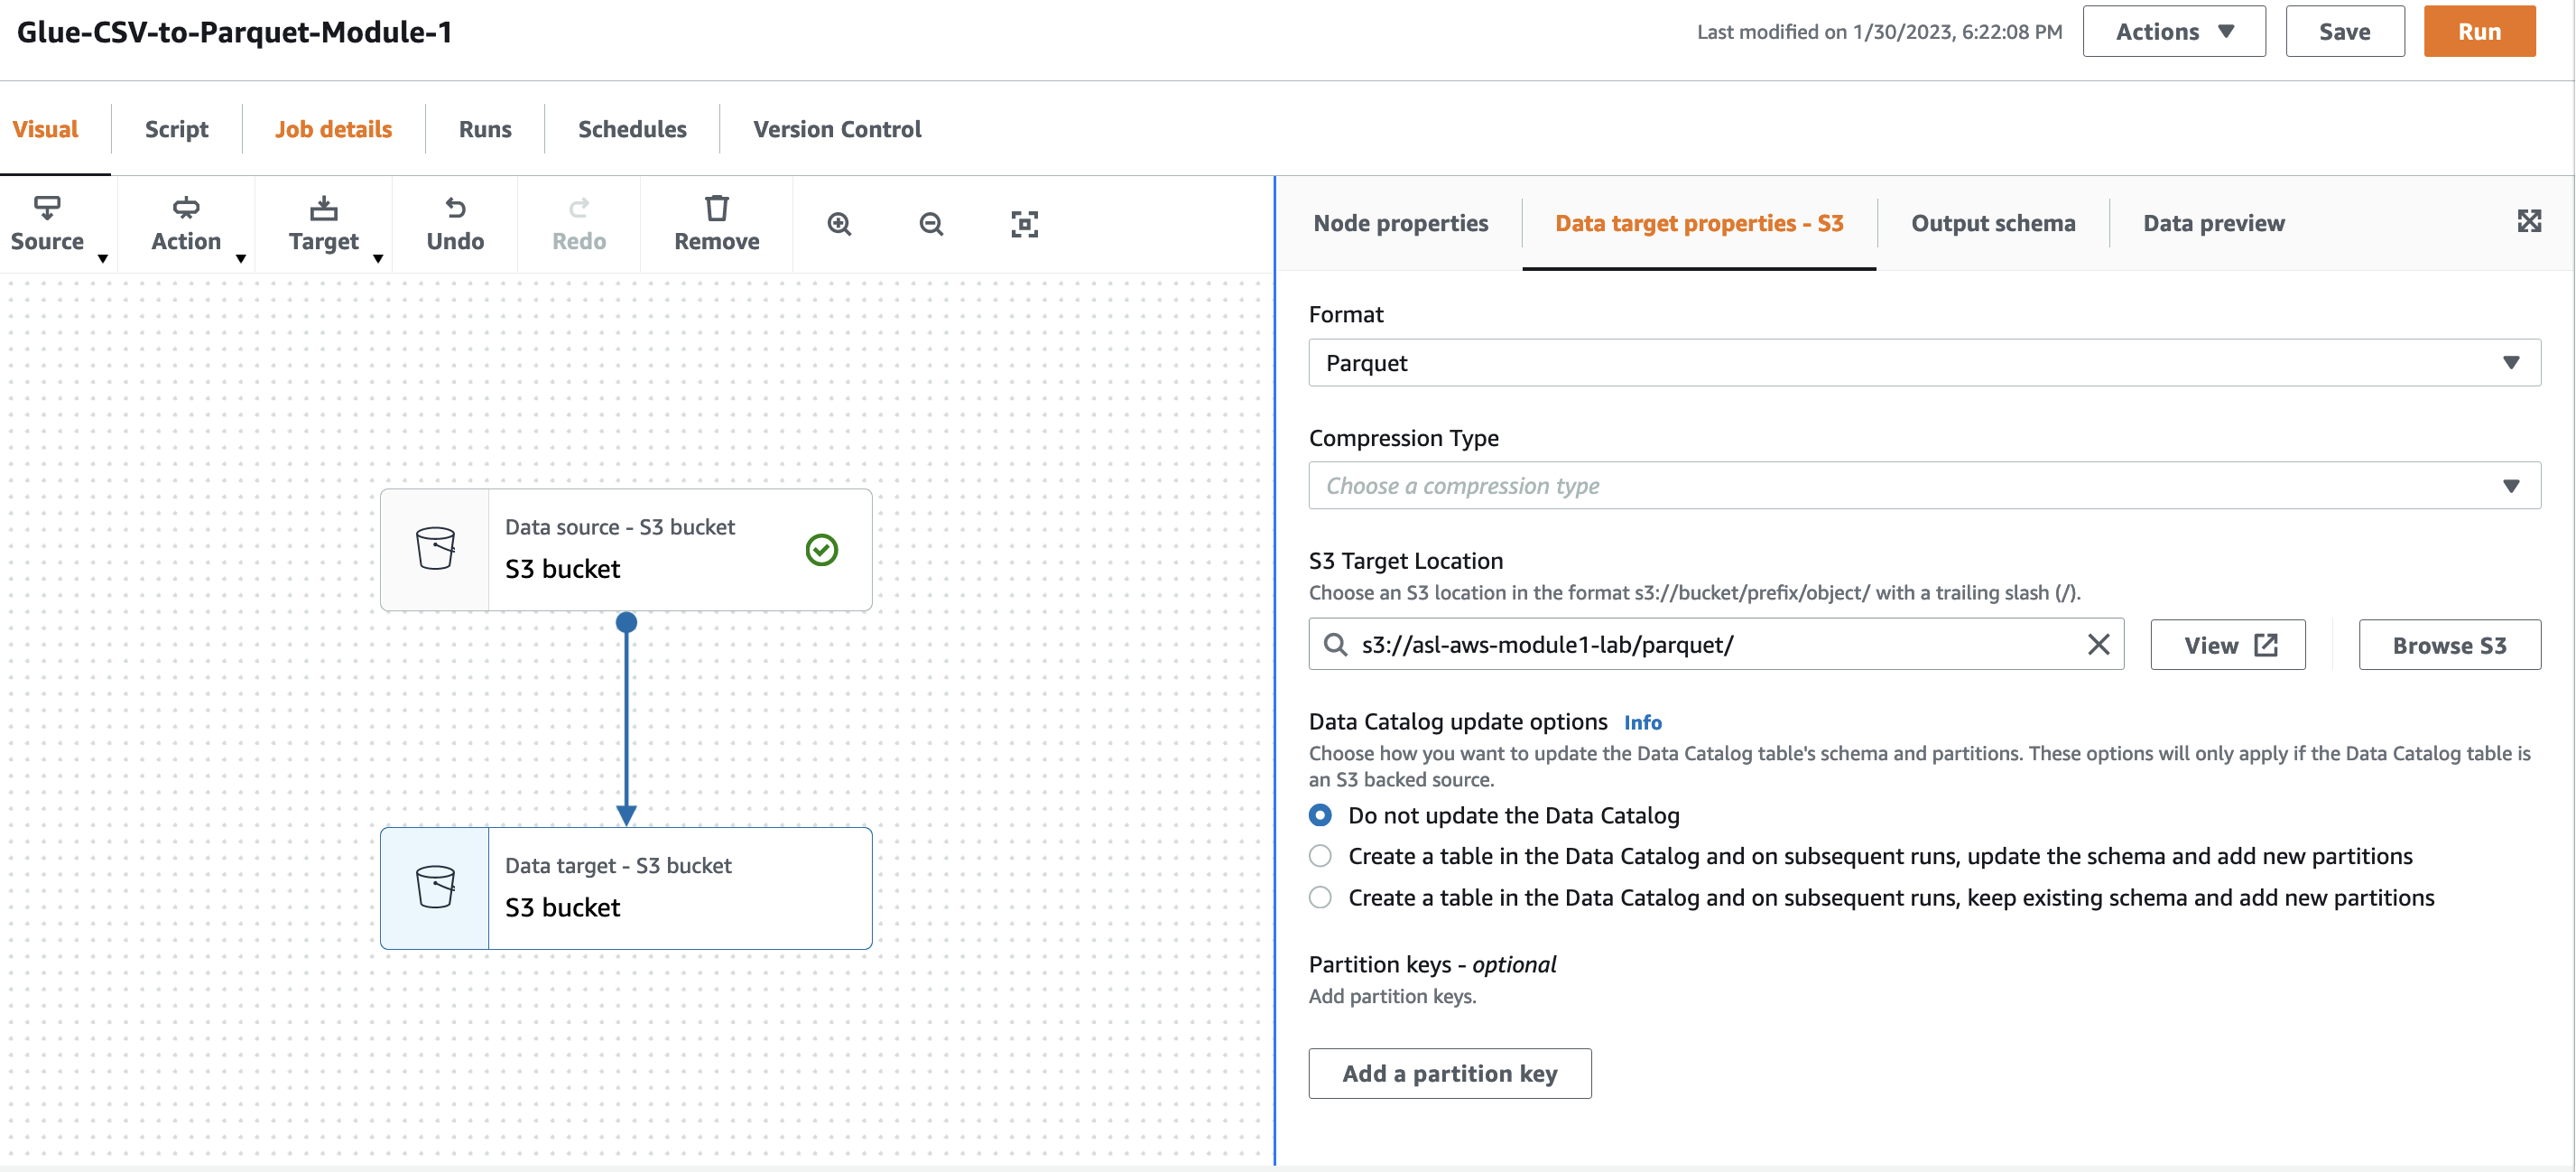 Glue-CSV-to-Parquet-Module-1
Last modified on 1/30/2023, 6:22:08 PM
Actions
Save
Run
Visual
Script
Job details
Runs
Schedules
Version Control
Source
Action
Target
Undo
Redo
Remove
Node properties
Data target properties - S3
Output schema
Data preview
Data source - S3 bucket
S3 bucket
Data target - S3 bucket
S3 bucket
Format
Parquet
Compression Type
Choose a compression type
S3 Target Location
Choose an S3 location in the format s3://bucket/prefix/object/ with a trailing slash (/).
s3://asl-aws-module1-lab/parquet/
View
Browse S3
Data Catalog update options Info
Choose how you want to update the Data Catalog table's schema and partitions. These options will only apply if the Data Catalog table is
an S3 backed source.
Do not update the Data Catalog
Create a table in the Data Catalog and on subsequent runs, update the schema and add new partitions
Create a table in the Data Catalog and on subsequent runs, keep existing schema and add new partitions
Partition keys - optional
Add partition keys.
Add a partition key